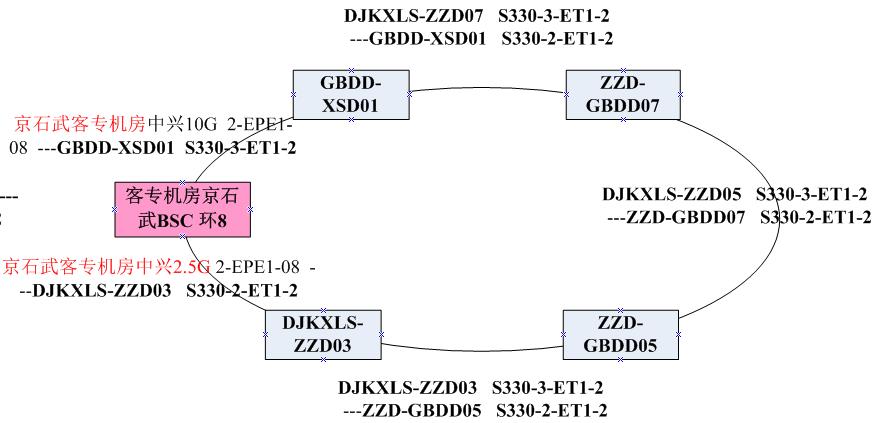 DJKXLS-ZZD07 S330-3-ET1-2
---GBDD-XSD01 S330-2-ET1-2
GBDD-
XSD01
ZZD-
GBDD07
京石武客专机房中兴10G 2-EPE1-
08 ---GBDD-XSD01 S330-3-ET1-2
客专机房京石
武BSC 环8
---
DJKXLS-ZZD05 S330-3-ET1-2
---ZZD-GBDD07 S330-2-ET1-2
京石武客专机房中兴2.5G 2-EPE1-08 -
--DJKXLS-ZZD03 S330-2-ET1-2
DJKXLS-
ZZD03
ZZD-
GBDD05
DJKXLS-ZZD03 S330-3-ET1-2
---ZZD-GBDD05 S330-2-ET1-2